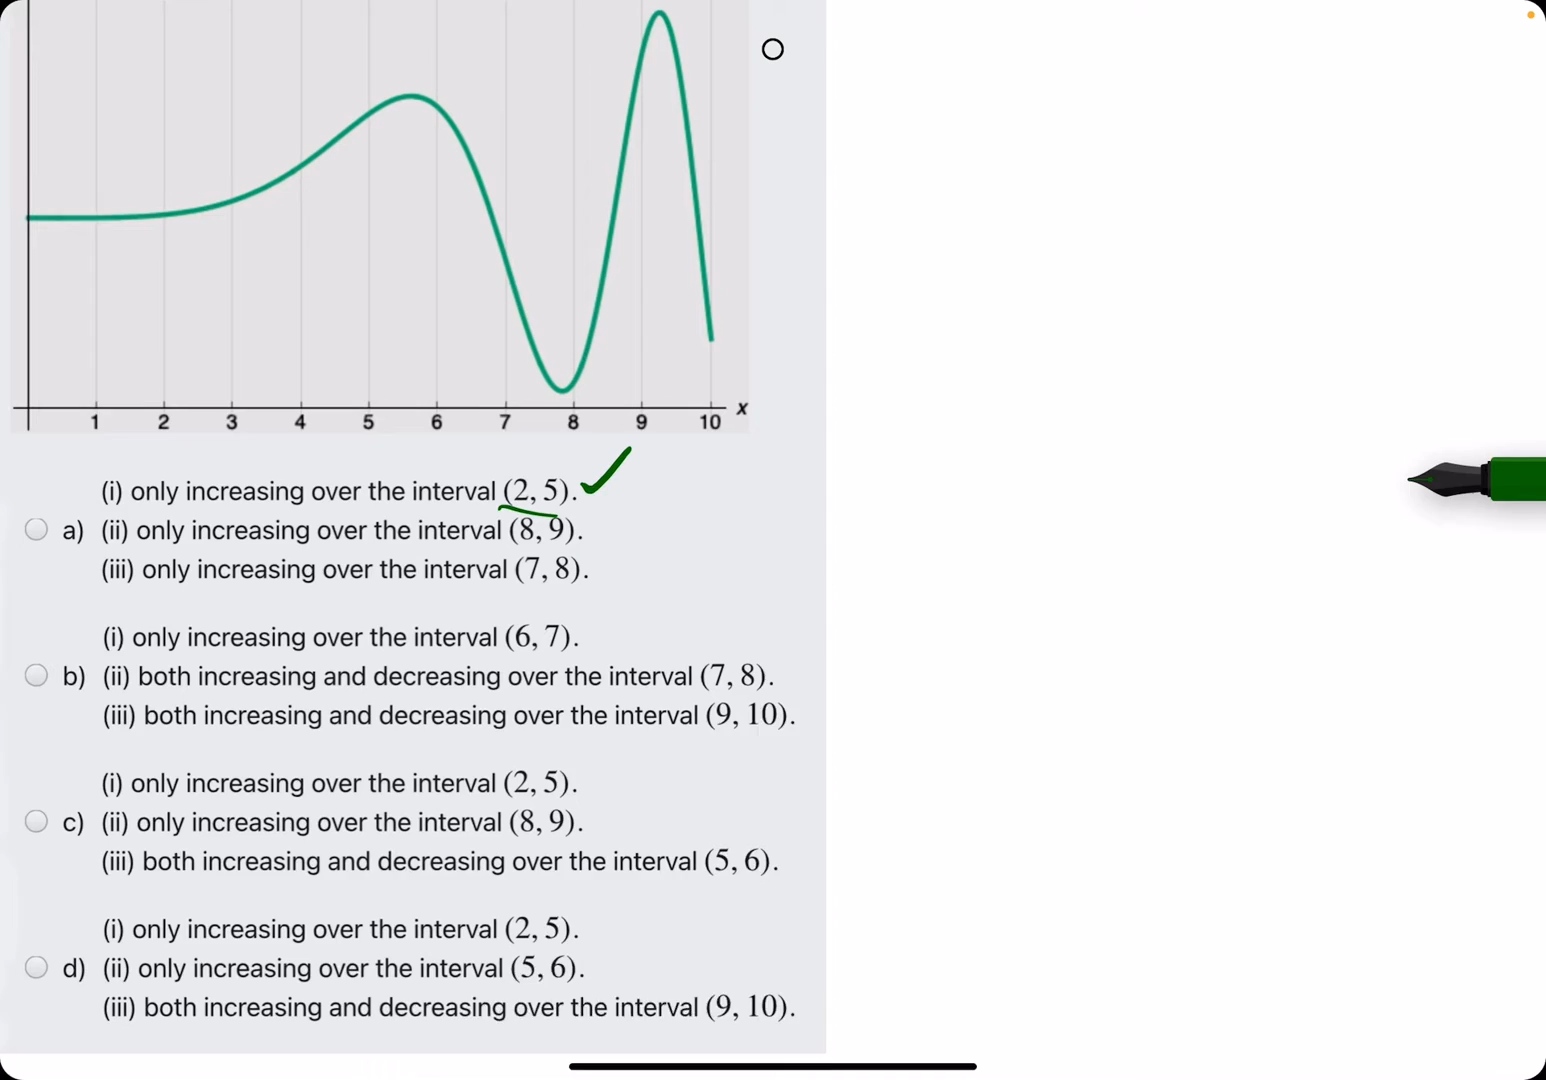 x
1 2 3 4 5 6 7 8 9 10
(i) only increasing over the interval (2, 5).
a) (ii) only increasing over the interval (8, 9).
(iii) only increasing over the interval (7, 8).
(i) only increasing over the interval (6, 7).
b) (ii) both increasing and decreasing over the interval (7, 8).
(iii) both increasing and decreasing over the interval (9, 10).
(i) only increasing over the interval (2, 5).
c) (ii) only increasing over the interval (8, 9).
(iii) both increasing and decreasing over the interval (5, 6).
(i) only increasing over the interval (2, 5).
d) (ii) only increasing over the interval (5, 6).
(iii) both increasing and decreasing over the interval (9, 10).